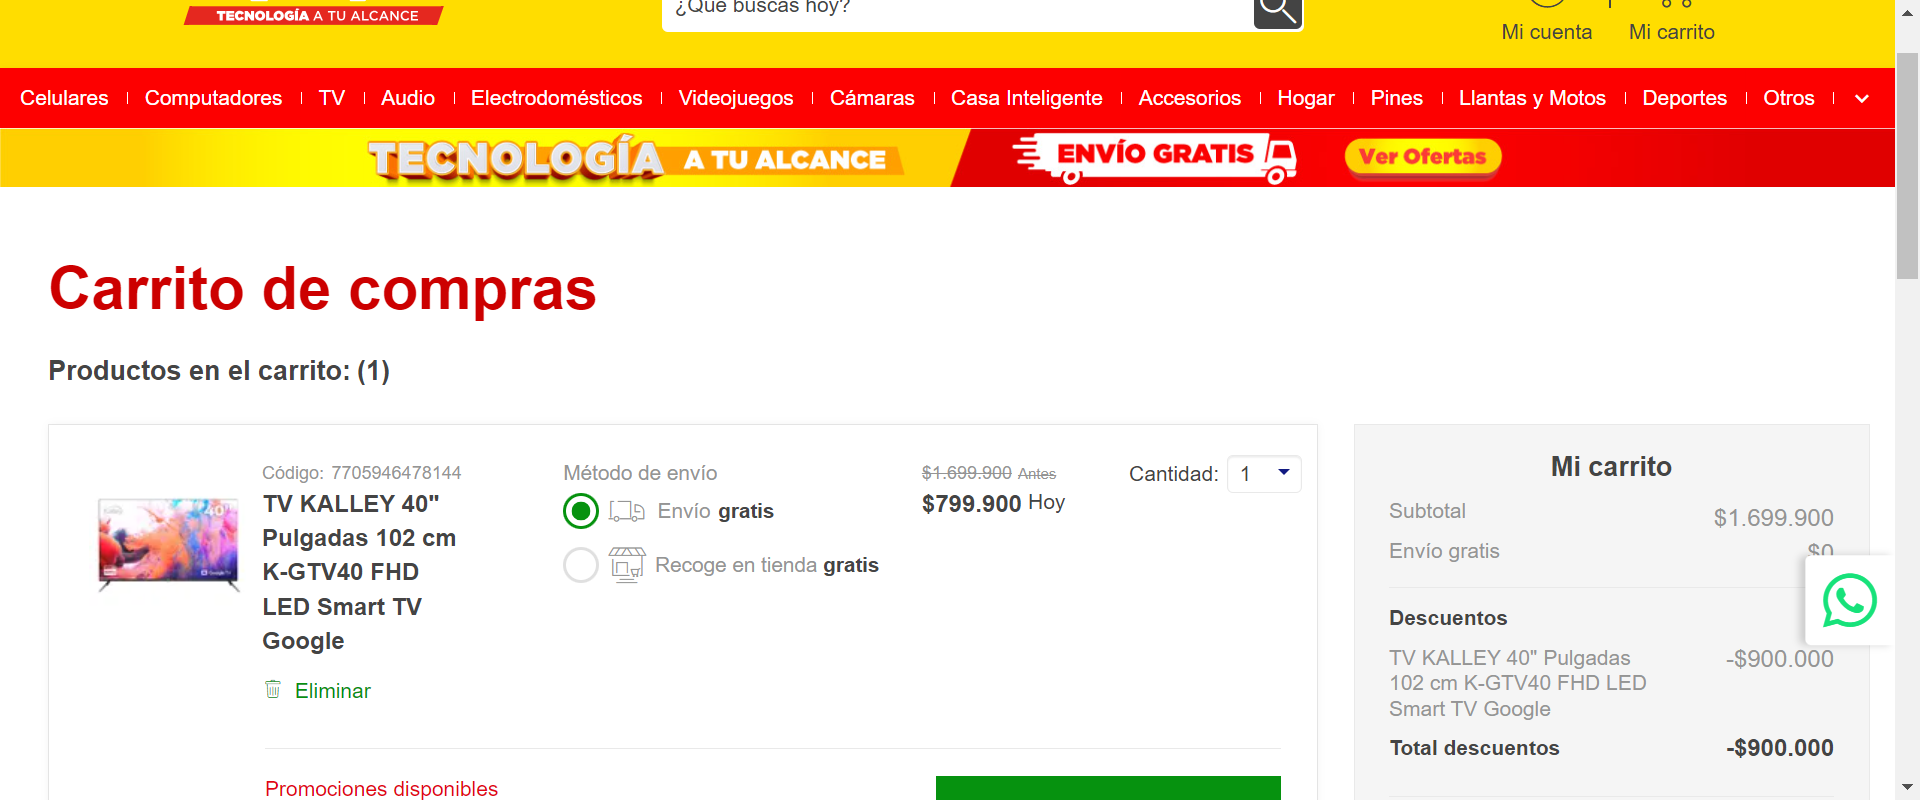 TECNOLOGÍA A TU ALCANCE
¿Qué buscas hoy?
Mi cuenta
Mi carrito
Celulares
Computadores
TV
Audio
Electrodomésticos
Videojuegos
Cámaras
Casa Inteligente
Accesorios
Hogar
Pines
Llantas y Motos
Deportes
Otros
TECNOLOGÍA A TU ALCANCE
ENVÍO GRATIS
Ver Ofertas
Carrito de compras
Productos en el carrito: (1)
Código: 7705946478144
TV KALLEY 40"
Pulgadas 102 cm
K-GTV40 FHD
LED Smart TV
Google
Eliminar
Método de envío
Envío gratis
Recoge en tienda gratis
$1.699.900 Antes
$799.900 Hoy
Cantidad: 1
Promociones disponibles
Mi carrito
Subtotal $1.699.900
Envío gratis $0
Descuentos
TV KALLEY 40" Pulgadas -$900.000
102 cm K-GTV40 FHD LED
Smart TV Google
Total descuentos -$900.000